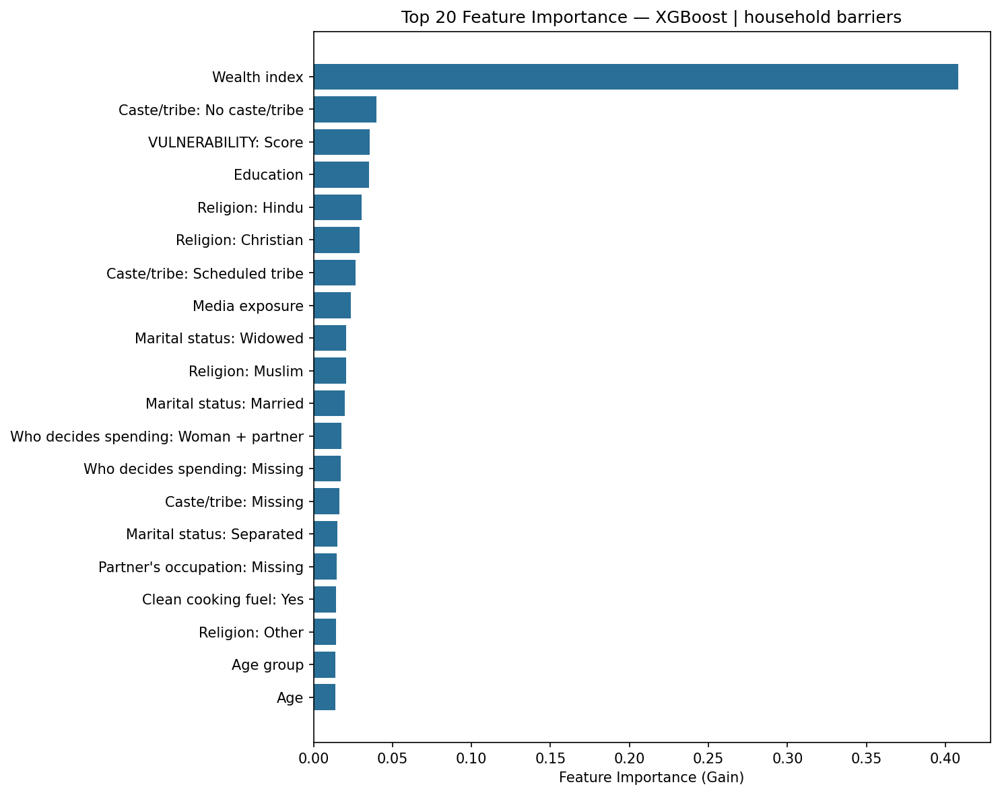 Top 20 Feature Importance — XGBoost | household barriers
Wealth index
Caste/tribe: No caste/tribe
VULNERABILITY: Score
Education
Religion: Hindu
Religion: Christian
Caste/tribe: Scheduled tribe
Media exposure
Marital status: Widowed
Religion: Muslim
Marital status: Married
Who decides spending: Woman + partner
Who decides spending: Missing
Caste/tribe: Missing
Marital status: Separated
Partner's occupation: Missing
Clean cooking fuel: Yes
Religion: Other
Age group
Age
0.00 0.05 0.10 0.15 0.20 0.25 0.30 0.35 0.40
Feature Importance (Gain)